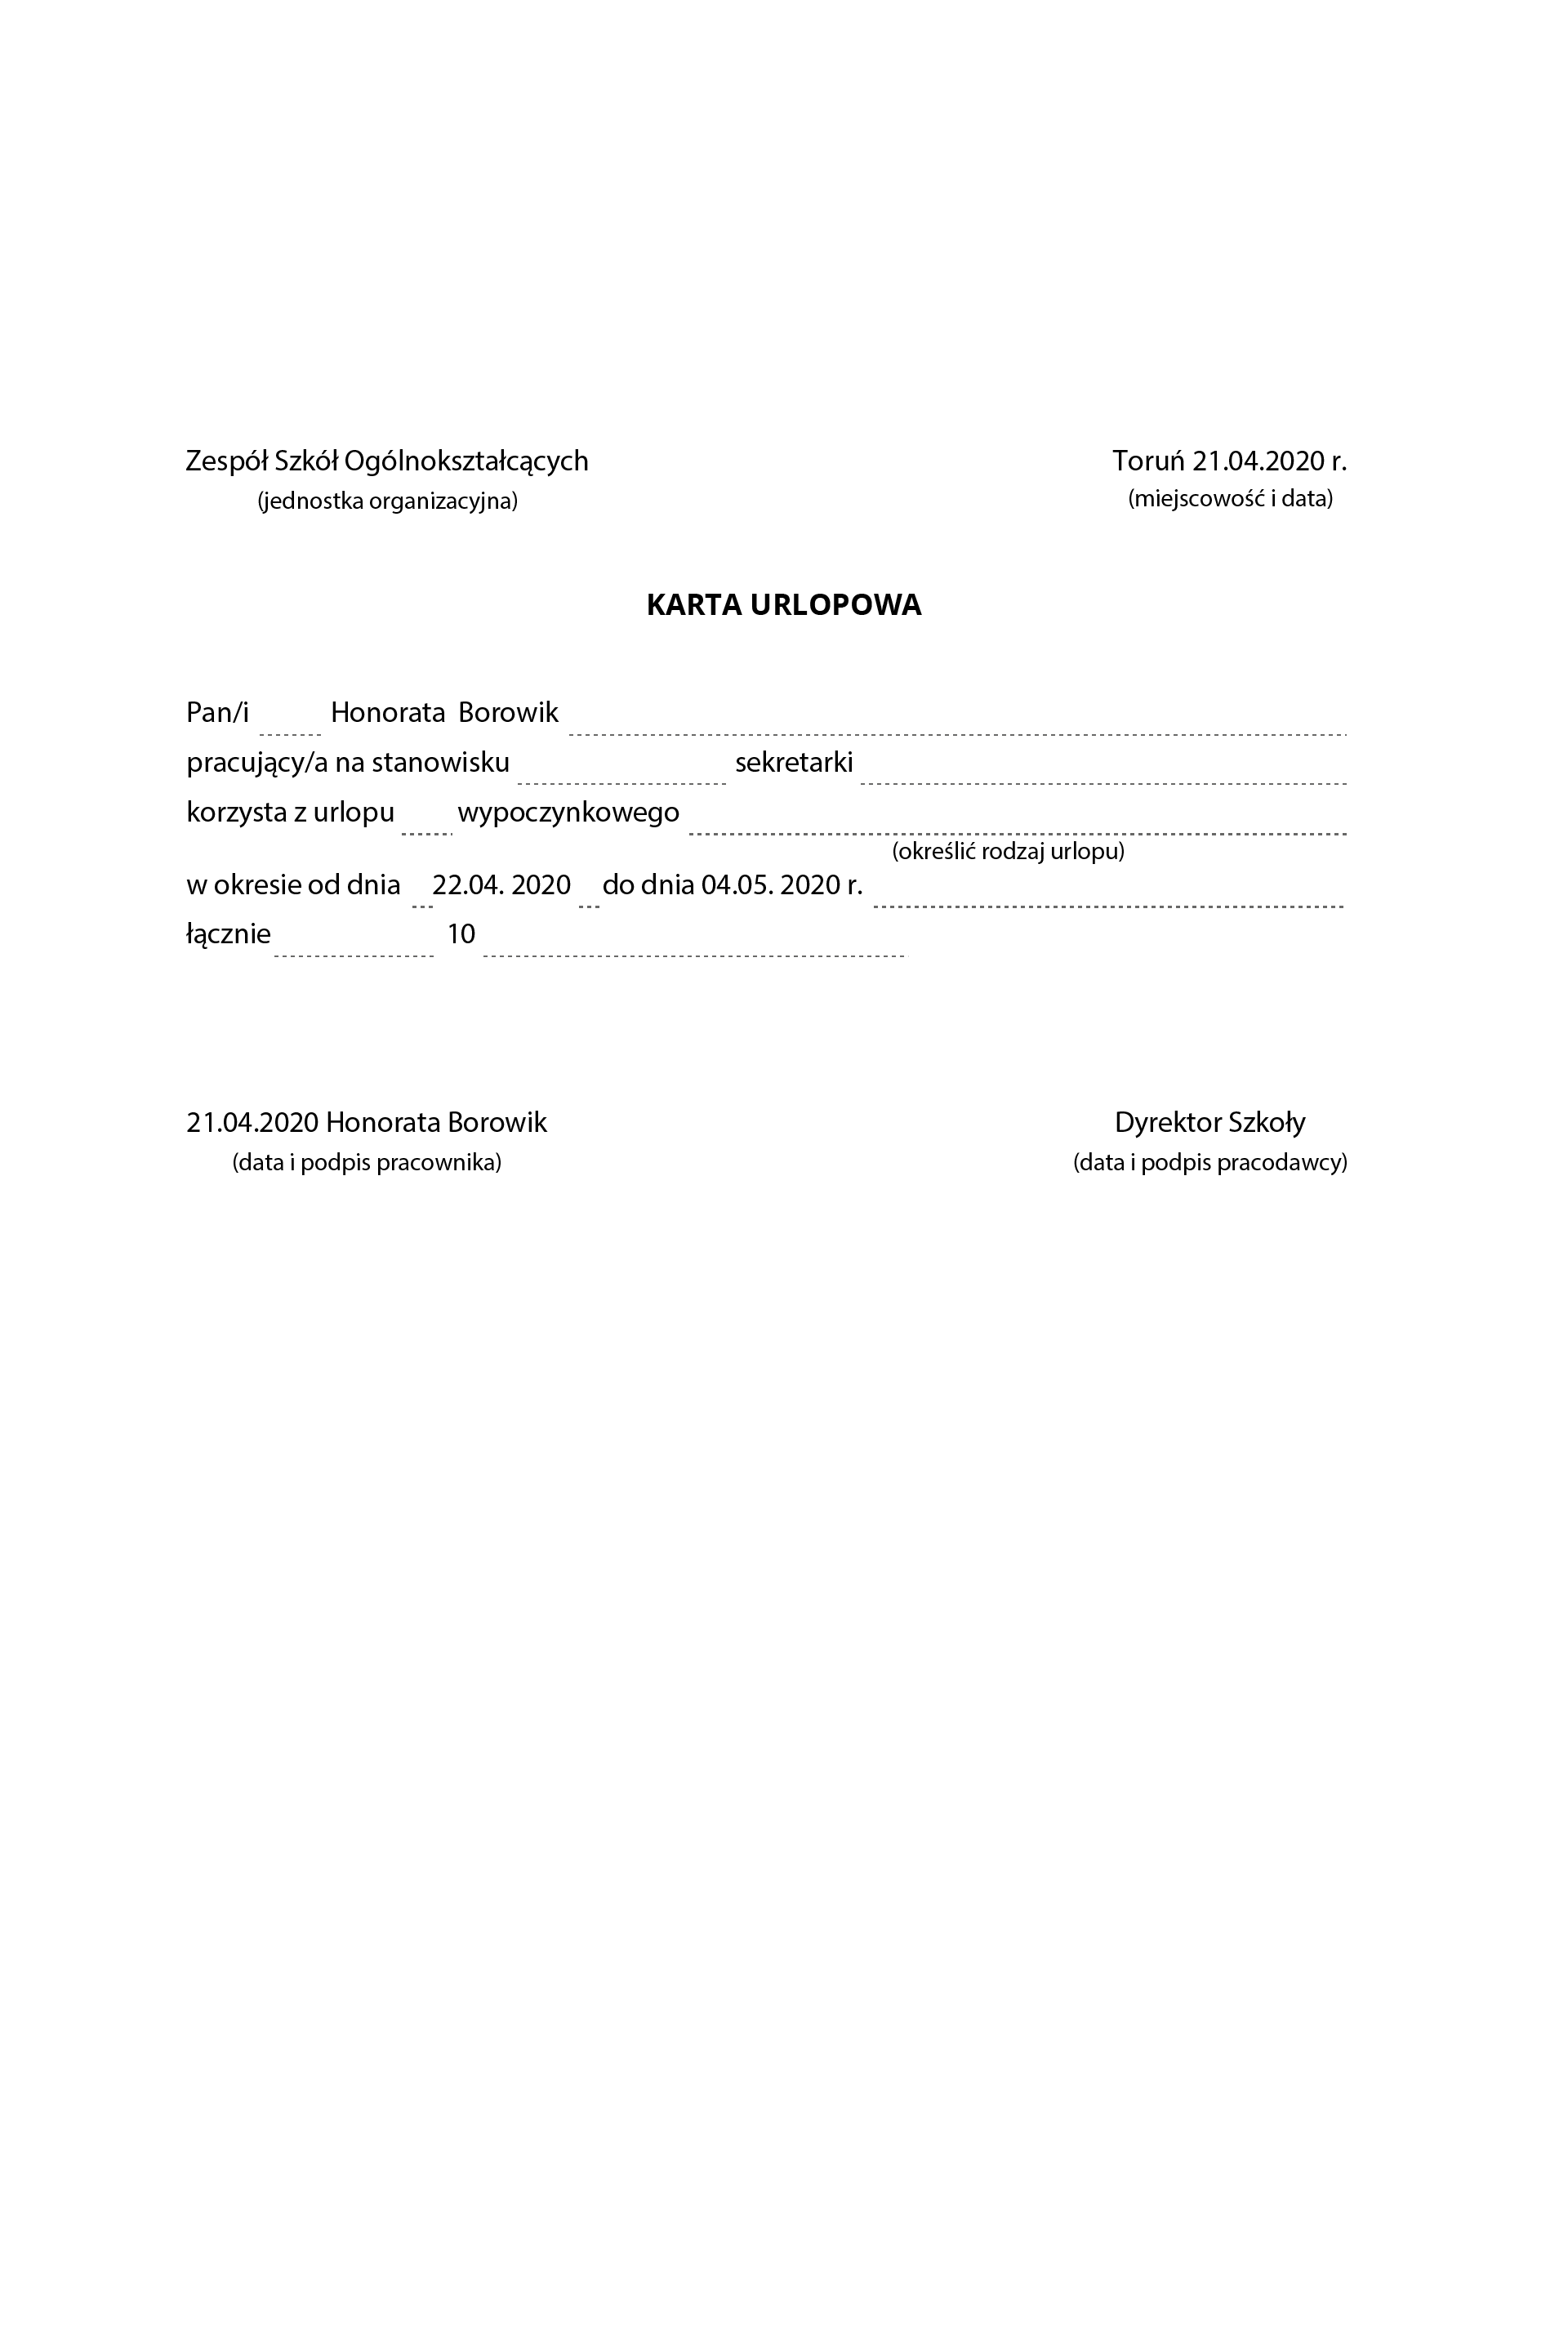 Zespół Szkół Ogólnokształcących Toruń 21.04.2020 r.
(jednostka organizacyjna) (miejscowość i data)
KARTA URLOPOWA
Pan/i Honorata Borowik
pracujący/a na stanowisku sekretarki
korzysta z urlopu wypoczynkowego
(określić rodzaj urlopu)
w okresie od dnia 22.04. 2020 do dnia 04.05. 2020 r.
łącznie 10
21.04.2020 Honorata Borowik Dyrektor Szkoły
(data i podpis pracownika) (data i podpis pracodawcy)